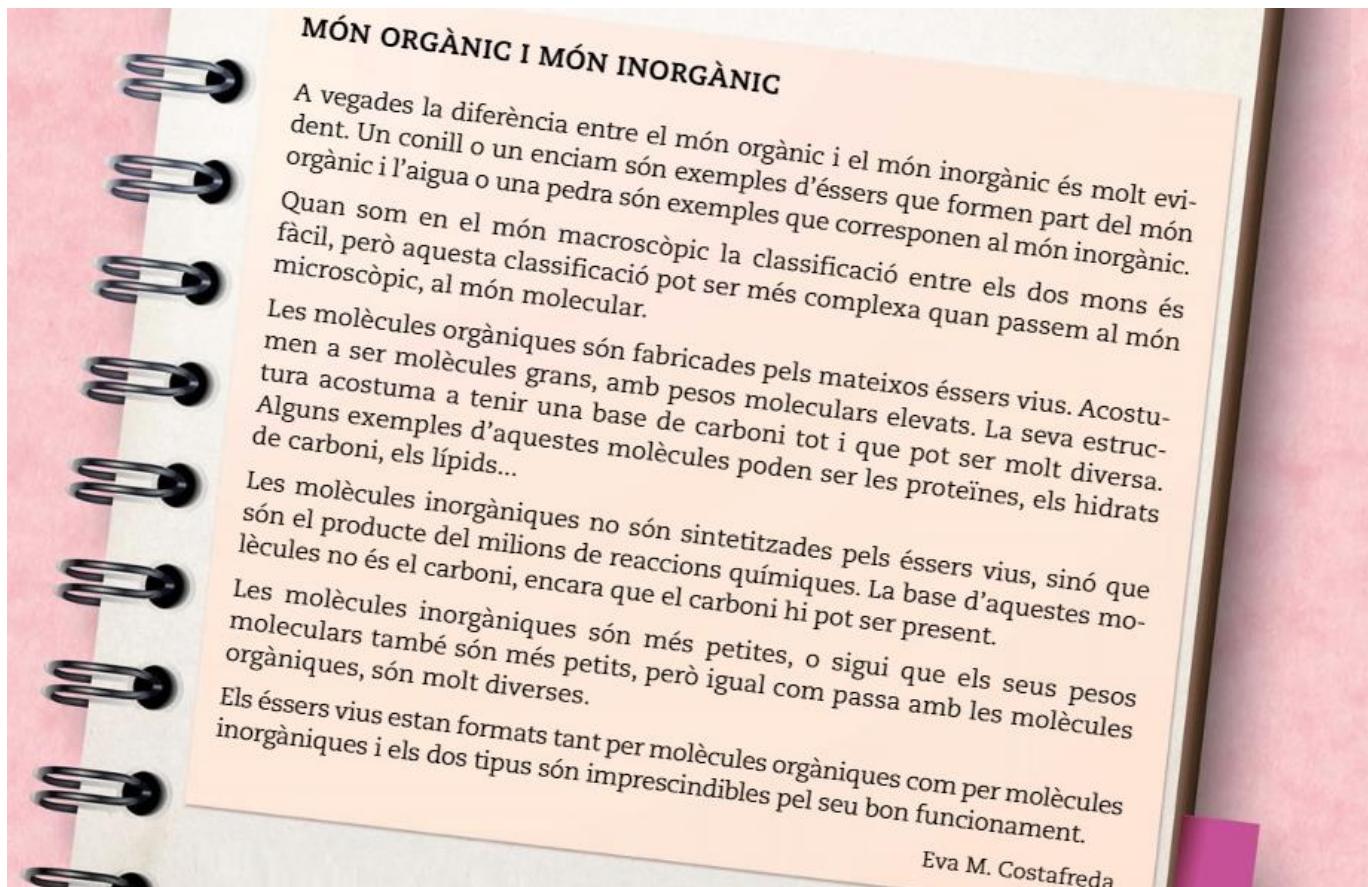 MÓN ORGÀNIC I MÓN INORGÀNIC
A vegades la diferència entre el món orgànic i el món inorgànic és molt evi-
dent. Un conill o un enciam són exemples d'éssers que formen part del món
orgànic i l'aigua o una pedra són exemples que corresponen al món inorgànic.
Quan som en el món macroscòpic la classificació entre els dos mons és
fàcil, però aquesta classificació pot ser més complexa quan passem al món
microscòpic, al món molecular.
Les molècules orgàniques són fabricades pels mateixos éssers vius. Acostu-
men a ser molècules grans, amb pesos moleculars elevats. La seva estruc-
tura acostuma a tenir una base de carboni tot i que pot ser molt diversa.
Alguns exemples d'aquestes molècules poden ser les proteïnes, els hidrats
de carboni, els lípids...
Les molècules inorgàniques no són sintetitzades pels éssers vius, sinó que
són el producte del milions de reaccions químiques. La base d'aquestes mo-
lècules no és el carboni, encara que el carboni hi pot ser present.
Les molècules inorgàniques són més petites, o sigui que els seus pesos
moleculars també són més petits, però igual com passa amb les molècules
orgàniques, són molt diverses.
Els éssers vius estan formats tant per molècules orgàniques com per molècules
inorgàniques i els dos tipus són imprescindibles pel seu bon funcionament.
Eva M. Costafreda